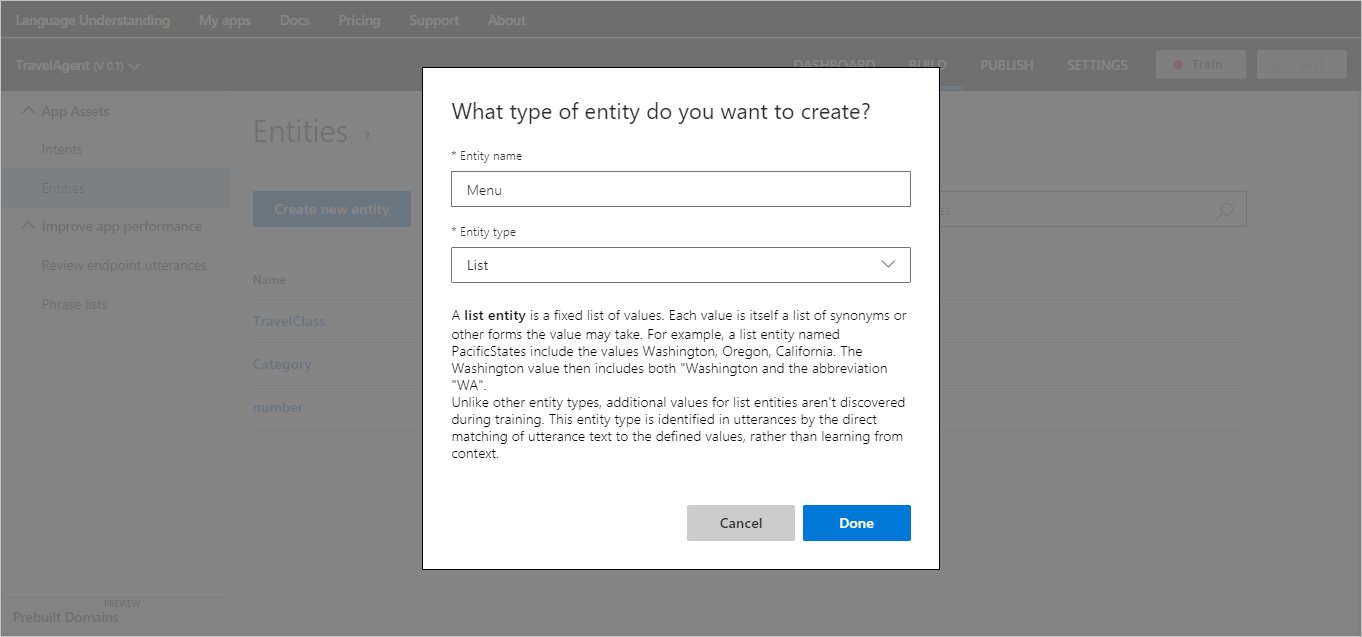 Language Understanding My apps Docs Pricing Support About
TravelAgent (V 0.1) DASHBOARD BUILD PUBLISH SETTINGS Train Test
App Assets
Intents
Entities
Improve app performance
Review endpoint utterances
Phrase lists
PREVIEW
Prebuilt Domains
Entities ?
Create new entity
Name
TravelClass
Category
number
What type of entity do you want to create?
* Entity name
Menu
* Entity type
List
A list entity is a fixed list of values. Each value is itself a list of synonyms or
other forms the value may take. For example, a list entity named
PacificStates include the values Washington, Oregon, California. The
Washington value then includes both "Washington and the abbreviation
"WA".
Unlike other entity types, additional values for list entities aren't discovered
during training. This entity type is identified in utterances by the direct
matching of utterance text to the defined values, rather than learning from
context.
Cancel Done